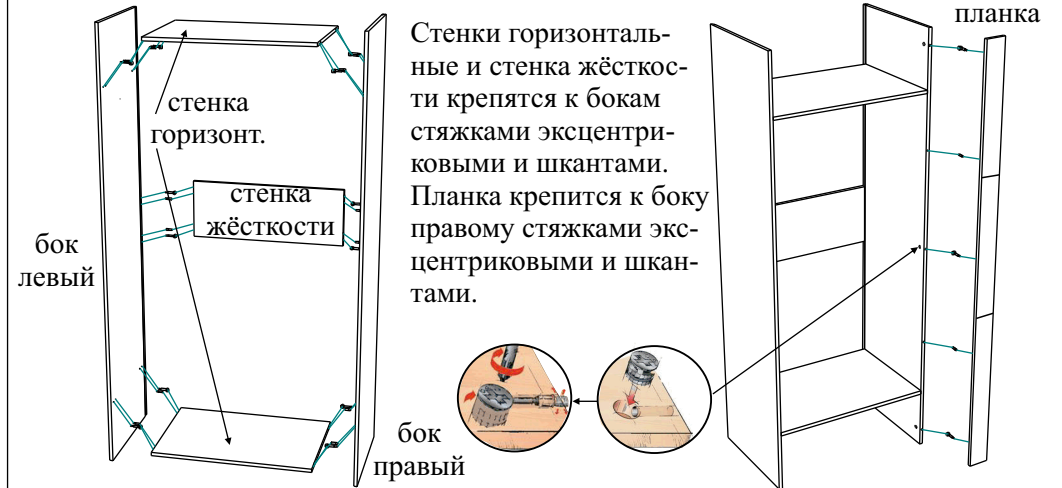 стенка
горизонт.
стенка
жёсткости
бок
левый
бок
правый
Стенки горизонталь-
ные и стенка жёсткос-
ти крепятся к бокам
стяжками эксцентри-
ковыми и шкантами.
Планка крепится к боку
правому стяжками экс-
центриковыми и шкан-
тами.
планка